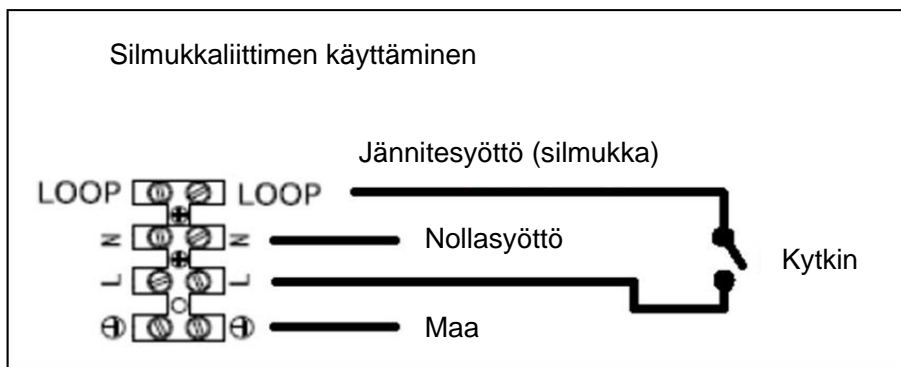 Silmukkaliittimen käyttäminen
Jännitesyöttö (silmukka)
LOOP LOOP
N N Nollasyöttö
Kytkin
L L
Maa